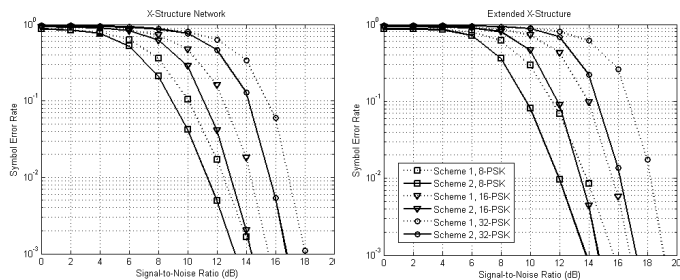 X-Structure Network
10^0
10^-1
10^-2
10^-3
Symbol Error Rate
0 2 4 6 8 10 12 14 16 18 20
Signal-to-Noise Ratio (dB)
Extended X-Structure
10^0
10^-1
10^-2
10^-3
Symbol Error Rate
Scheme 1, 8-PSK
Scheme 2, 8-PSK
Scheme 1, 16-PSK
Scheme 2, 16-PSK
Scheme 1, 32-PSK
Scheme 2, 32-PSK
0 2 4 6 8 10 12 14 16 18 20
Signal-to-Noise Ratio (dB)